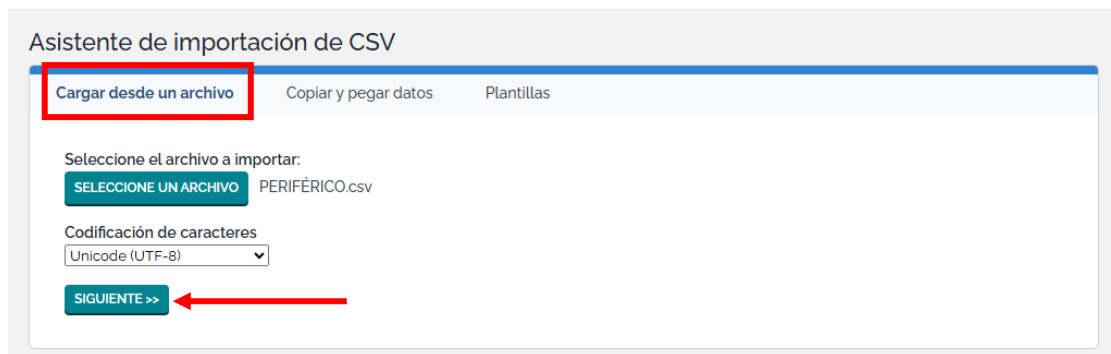 Asistente de importación de CSV
Cargar desde un archivo Copiar y pegar datos Plantillas
Seleccione el archivo a importar:
SELECCIONE UN ARCHIVO PERIFÉRICO.csv
Codificación de caracteres
Unicode (UTF-8)
SIGUIENTE >>